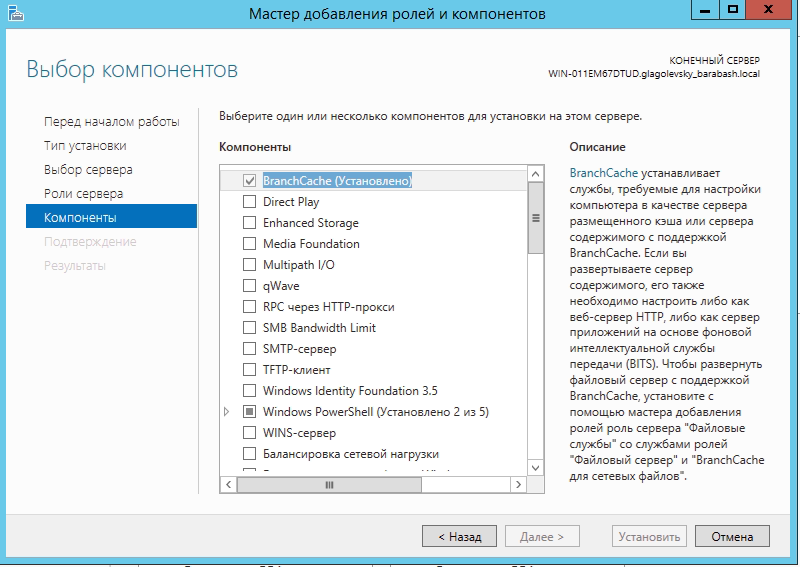 Мастер добавления ролей и компонентов
Выбор компонентов
КОНЕЧНЫЙ СЕРВЕР
WIN-011EM67DTUD.glagolevsky_barabash.local
Перед началом работы
Тип установки
Выбор сервера
Роли сервера
Компоненты
Подтверждение
Результаты
Выберите один или несколько компонентов для установки на этом сервере.
Компоненты
BranchCache (Установлено)
Direct Play
Enhanced Storage
Media Foundation
Multipath I/O
qWave
RPC через HTTP-прокси
SMB Bandwidth Limit
SMTP-сервер
TFTP-клиент
Windows Identity Foundation 3.5
Windows PowerShell (Установлено 2 из 5)
WINS-сервер
Балансировка сетевой нагрузки
Описание
BranchCache устанавливает
службы, требуемые для настройки
компьютера в качестве сервера
размещенного кэша или сервера
содержимого с поддержкой
BranchCache. Если вы
развертываете сервер
содержимого, его также
необходимо настроить либо как
веб-сервер HTTP, либо как сервер
приложений на основе фоновой
интеллектуальной службы
передачи (BITS). Чтобы развернуть
файловый сервер с поддержкой
BranchCache, установите с
помощью мастера добавления
ролей роль сервера "Файловые
службы" со службами ролей
"Файловый сервер" и "BranchCache
для сетевых файлов".
< Назад
Далее >
Установить
Отмена